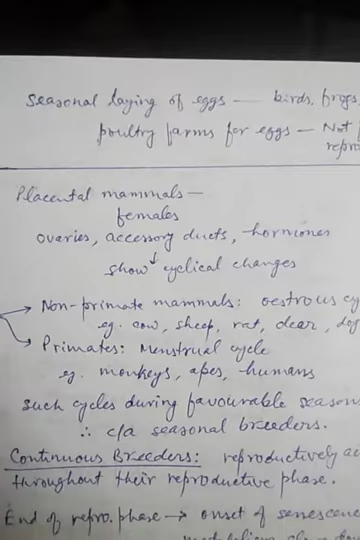 Seasonal laying of eggs — birds, frogs,
poultry farms for eggs — Not
repro
Placental mammals —
females
ovaries, accessory ducts, hormones
show cyclical changes
→ Non-primate mammals: oestrous cy
eg. cow, sheep, rat, dear, dog
→ Primates: Menstrual cycle
eg. monkeys, apes, humans
such cycles during favourable seasons
∴ c/a seasonal breeders.
Continuous Breeders: reproductively ac
throughout their reproductive phase.
End of repro. phase → onset of senescence